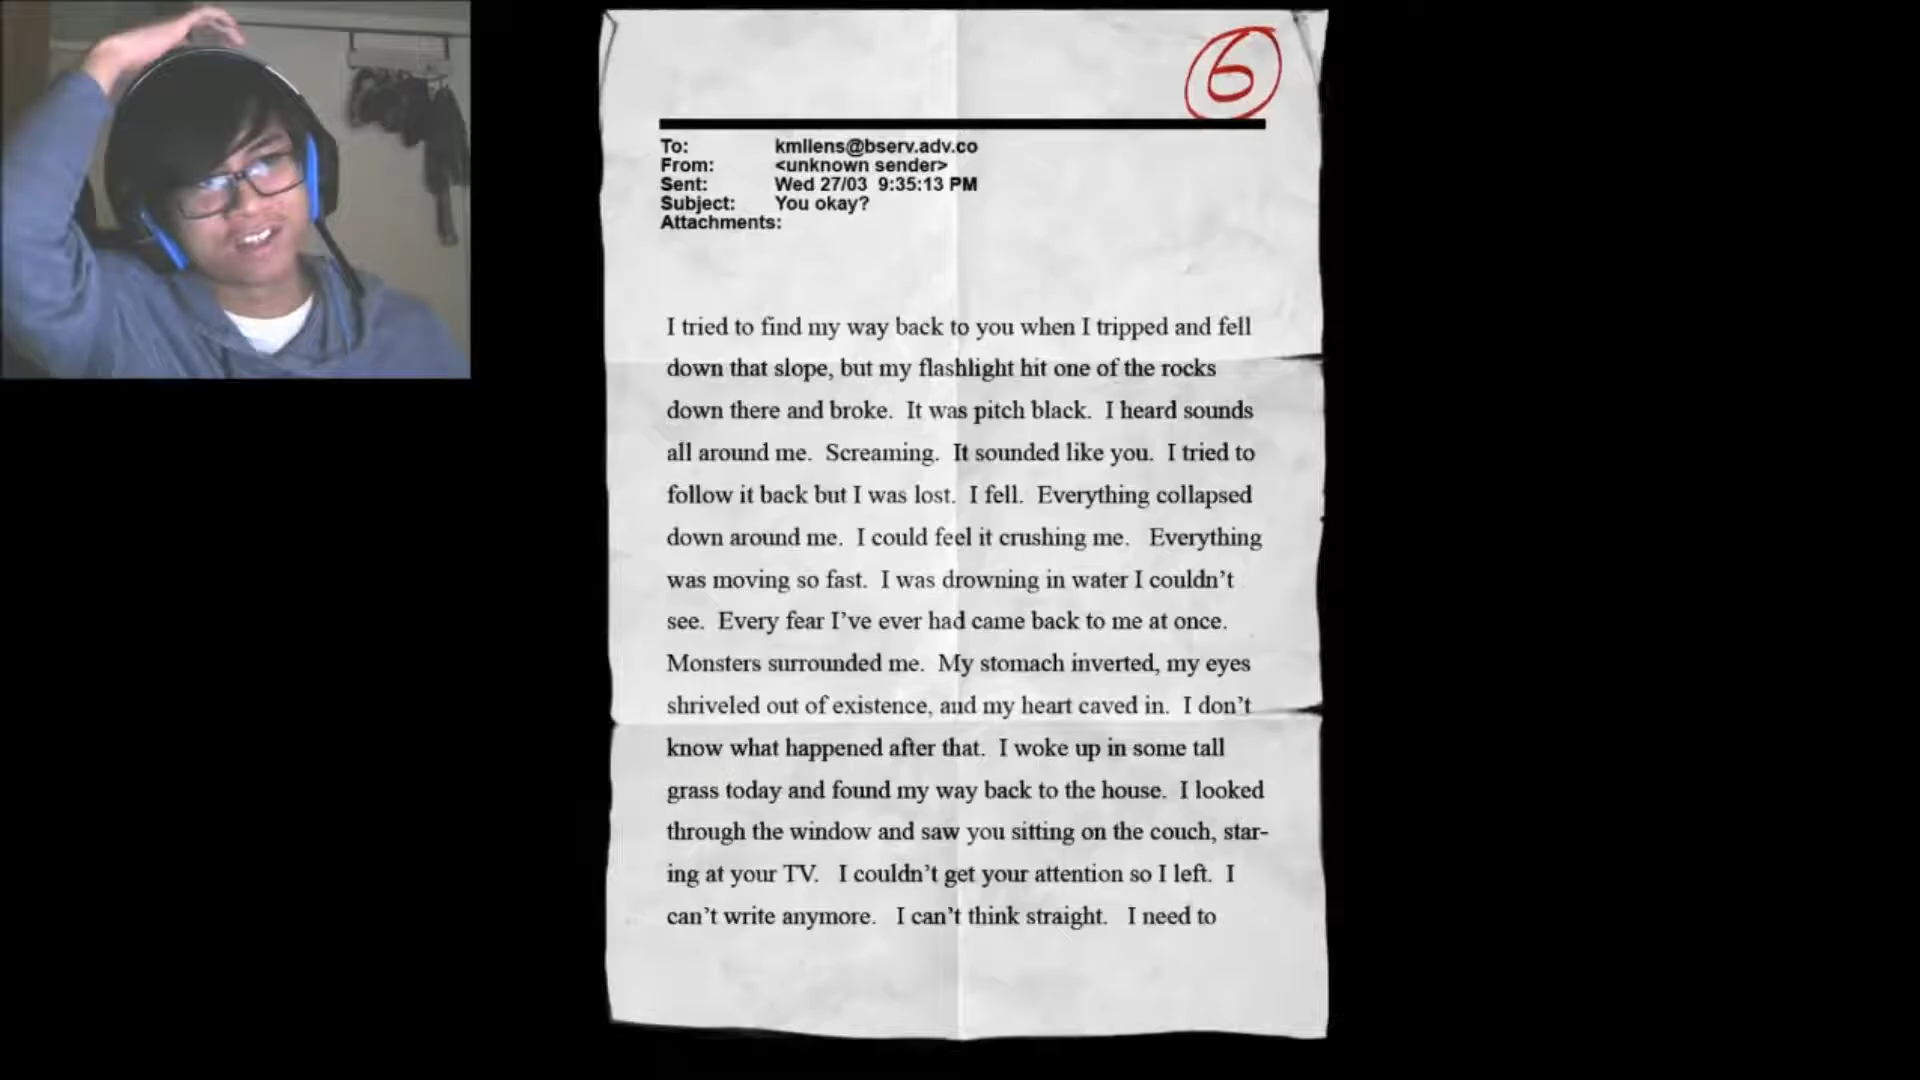 6
To: kmllens@bserv.adv.co
From: <unknown sender>
Sent: Wed 27/03 9:35:13 PM
Subject: You okay?
Attachments:
I tried to find my way back to you when I tripped and fell
down that slope, but my flashlight hit one of the rocks
down there and broke. It was pitch black. I heard sounds
all around me. Screaming. It sounded like you. I tried to
follow it back but I was lost. I fell. Everything collapsed
down around me. I could feel it crushing me. Everything
was moving so fast. I was drowning in water I couldn’t
see. Every fear I’ve ever had came back to me at once.
Monsters surrounded me. My stomach inverted, my eyes
shriveled out of existence, and my heart caved in. I don’t
know what happened after that. I woke up in some tall
grass today and found my way back to the house. I looked
through the window and saw you sitting on the couch, star-
ing at your TV. I couldn’t get your attention so I left. I
can’t write anymore. I can’t think straight. I need to